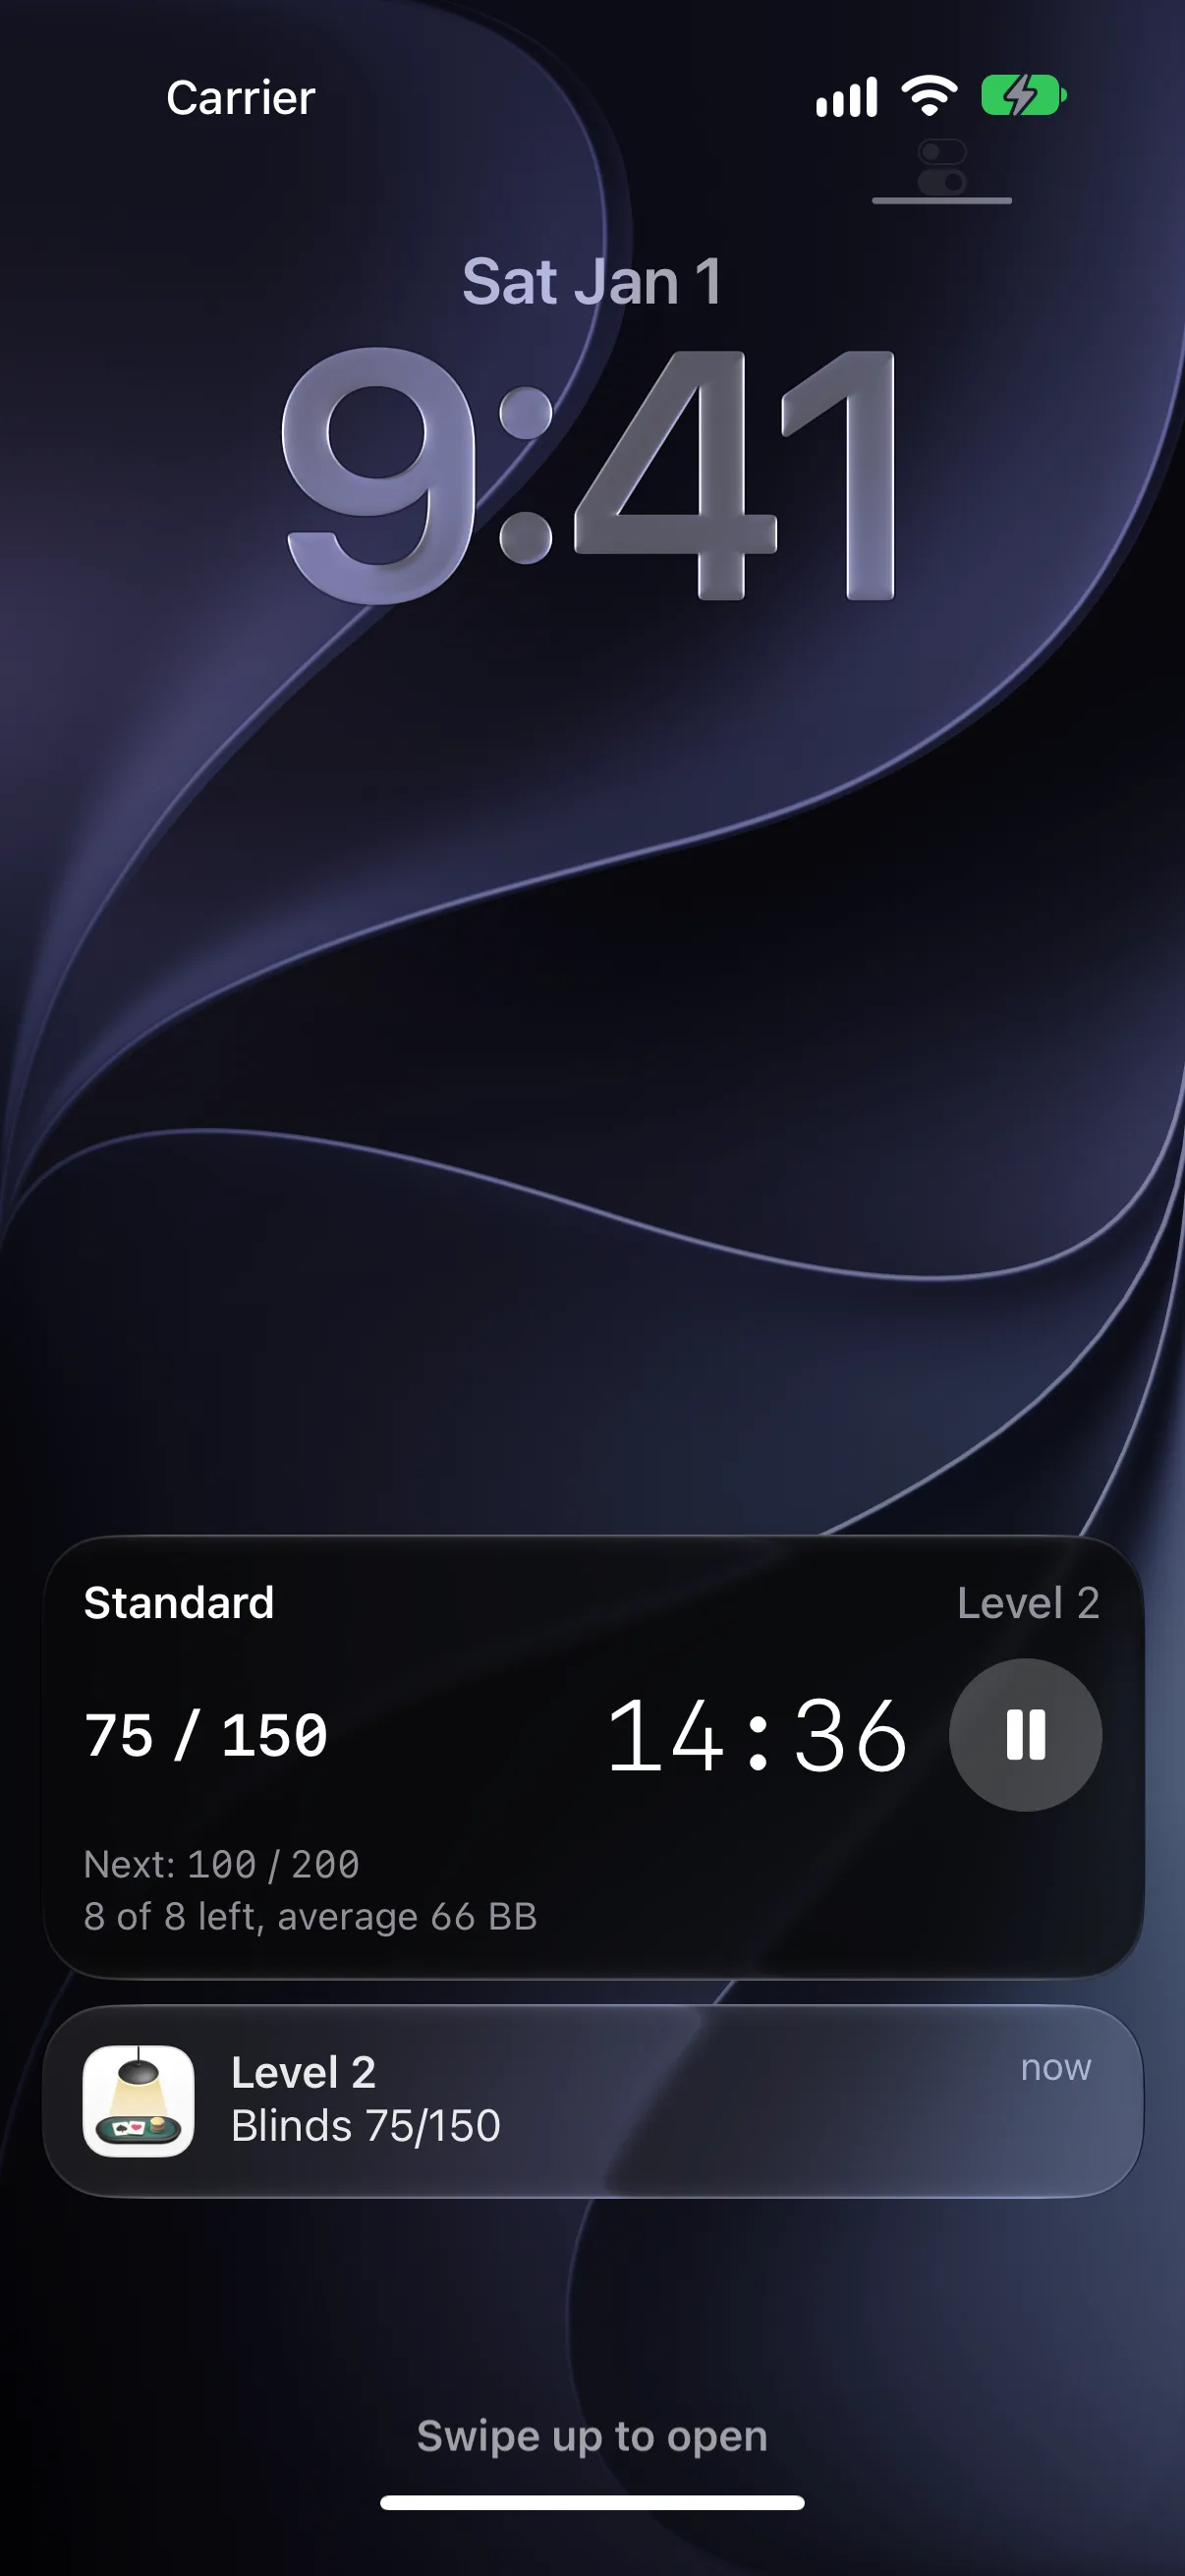 Carrier
Sat Jan 1
9:41
Standard
Level 2
75 / 150
14:36
Next: 100 / 200
8 of 8 left, average 66 BB
Level 2
now
Blinds 75/150
Swipe up to open